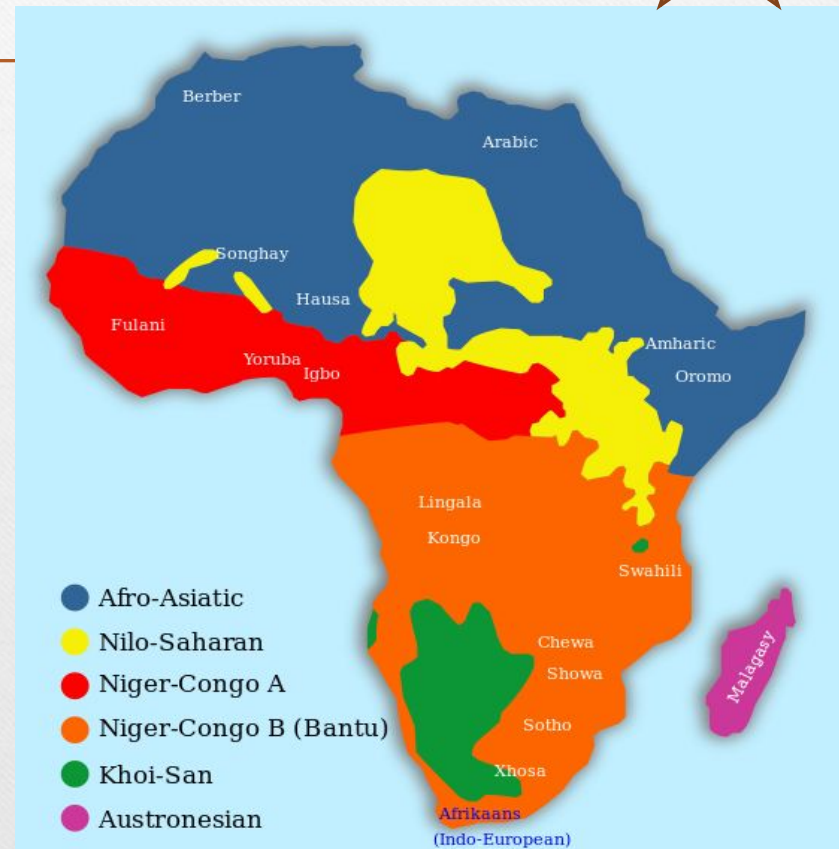 Berber
Arabic
Songhay
Hausa
Fulani
Yoruba
Igbo
Amharic
Oromo
Lingala
Kongo
Swahili
Chewa
Showa
Sotho
Xhosa
Malagasy
Afrikaans
(Indo-European)
Afro-Asiatic
Nilo-Saharan
Niger-Congo A
Niger-Congo B (Bantu)
Khoi-San
Austronesian